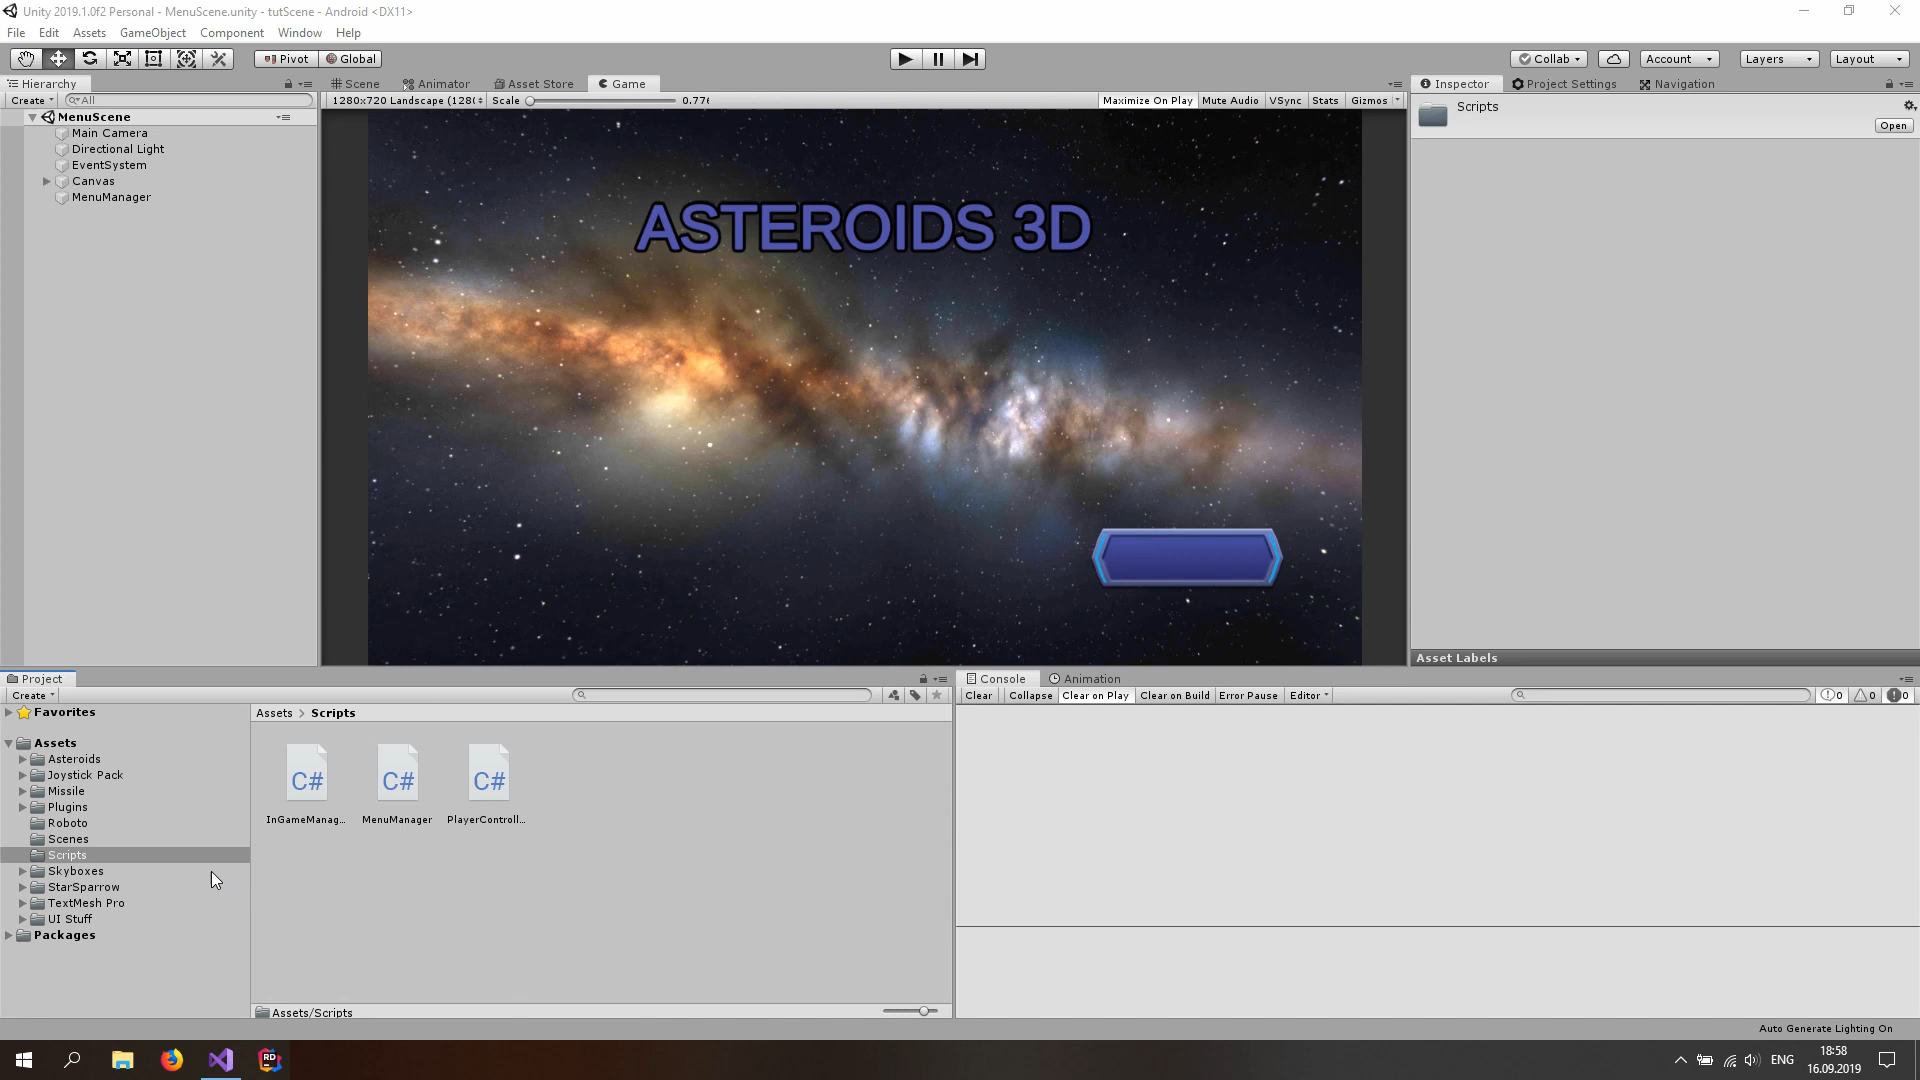 Unity 2019.1.0f2 Personal - MenuScene.unity - tutScene - Android <DX11>
File Edit Assets GameObject Component Window Help
Pivot Global Collab Account Layers Layout
Hierarchy Scene Animator Asset Store Game Inspector Project Settings Navigation
Create All 1280x720 Landscape (128( Scale 0.776 Maximize On Play Mute Audio VSync Stats Gizmos
Scripts
Open
MenuScene
Main Camera
Directional Light
EventSystem
Canvas
MenuManager
ASTEROIDS 3D
Asset Labels
Project Console Animation
Create Clear Collapse Clear on Play Clear on Build Error Pause Editor 0 0 0
Favorites
Assets > Scripts
Assets
Asteroids
Joystick Pack
Missile
Plugins
Roboto
Scenes
Scripts
Skyboxes
StarSparrow
TextMesh Pro
UI Stuff
Packages
C# C# C#
InGameManag... MenuManager PlayerControll...
Assets/Scripts
Auto Generate Lighting On
RD
ENG
18:58
16.09.2019